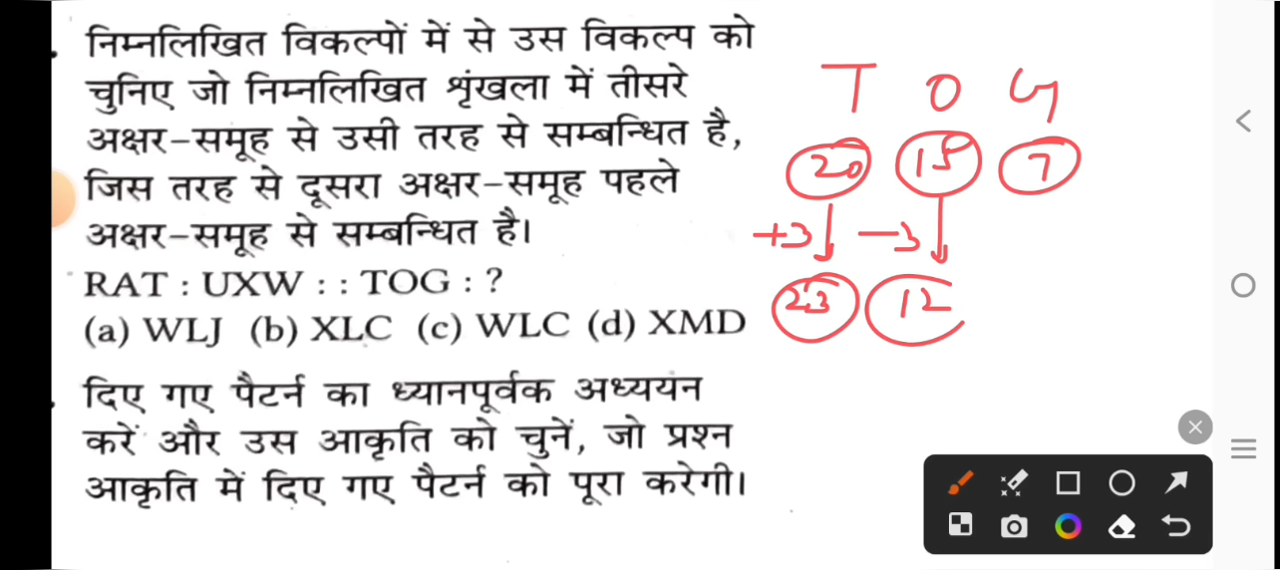 निम्नलिखित विकल्पों में से उस विकल्प को
चुनिए जो निम्नलिखित शृंखला में तीसरे
अक्षर-समूह से उसी तरह से सम्बन्धित है,
जिस तरह से दूसरा अक्षर-समूह पहले
अक्षर-समूह से सम्बन्धित है।
RAT : UXW : : TOG : ?
(a) WLJ (b) XLC (c) WLC (d) XMD
दिए गए पैटर्न का ध्यानपूर्वक अध्ययन
करें और उस आकृति को चुनें, जो प्रश्न
आकृति में दिए गए पैटर्न को पूरा करेगी।
T O G
20 15 7
+3 -3
23 12